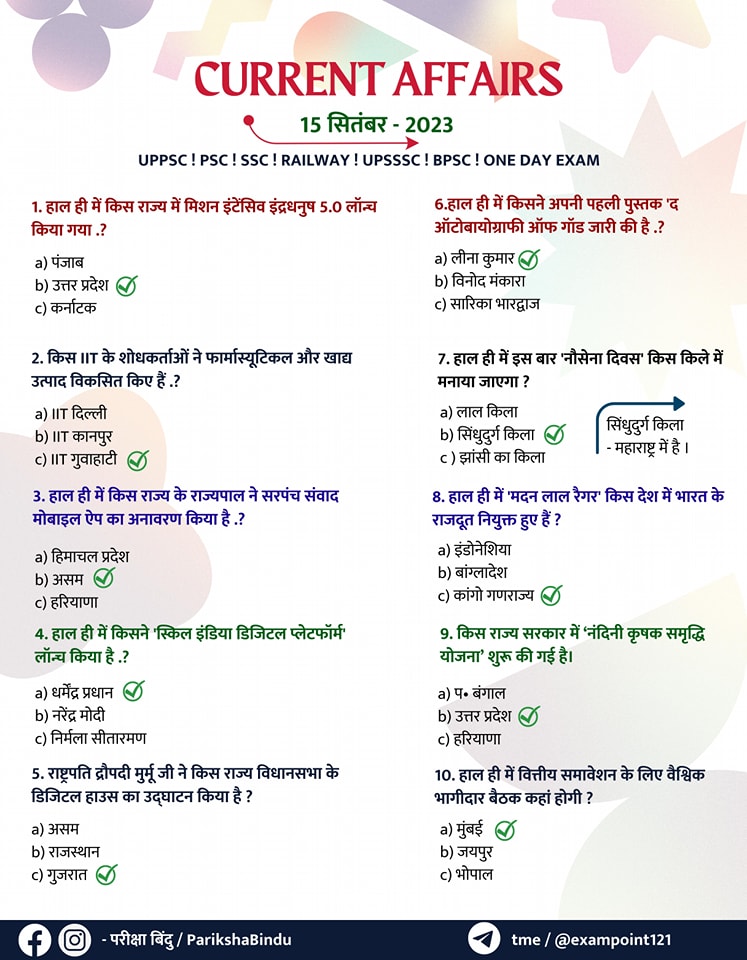 CURRENT AFFAIRS
15 सितंबर - 2023
UPPSC ! PSC ! SSC ! RAILWAY ! UPSSSC ! BPSC ! ONE DAY EXAM
1. हाल ही में किस राज्य में मिशन इंटेंसिव इंद्रधनुष 5.0 लॉन्च
किया गया .?
a) पंजाब
b) उत्तर प्रदेश
c) कर्नाटक
2. किस IIT के शोधकर्ताओं ने फार्मास्यूटिकल और खाद्य
उत्पाद विकसित किए हैं .?
a) IIT दिल्ली
b) IIT कानपुर
c) IIT गुवाहाटी
3. हाल ही में किस राज्य के राज्यपाल ने सरपंच संवाद
मोबाइल ऐप का अनावरण किया है .?
a) हिमाचल प्रदेश
b) असम
c) हरियाणा
4. हाल ही में किसने 'स्किल इंडिया डिजिटल प्लेटफॉर्म'
लॉन्च किया है .?
a) धर्मेंद्र प्रधान
b) नरेंद्र मोदी
c) निर्मला सीतारमण
5. राष्ट्रपति द्रौपदी मुर्मू जी ने किस राज्य विधानसभा के
डिजिटल हाउस का उद्घाटन किया है ?
a) असम
b) राजस्थान
c) गुजरात
6.हाल ही में किसने अपनी पहली पुस्तक 'द
ऑटोबायोग्राफी ऑफ गॉड जारी की है .?
a) लीना कुमार
b) विनोद मंकारा
c) सारिका भारद्वाज
7. हाल ही में इस बार 'नौसेना दिवस' किस किले में
मनाया जाएगा ?
a) लाल किला
b) सिंधुदुर्ग किला
c ) झांसी का किला
सिंधुदुर्ग किला
- महाराष्ट्र में है ।
8. हाल ही में 'मदन लाल रैगर' किस देश में भारत के
राजदूत नियुक्त हुए हैं ?
a) इंडोनेशिया
b) बांग्लादेश
c) कांगो गणराज्य
9. किस राज्य सरकार में ‘नंदिनी कृषक समृद्धि
योजना’ शुरू की गई है।
a) प• बंगाल
b) उत्तर प्रदेश
c) हरियाणा
10. हाल ही में वित्तीय समावेशन के लिए वैश्विक
भागीदार बैठक कहां होगी ?
a) मुंबई
b) जयपुर
c) भोपाल
- परीक्षा बिंदु / ParikshaBindu
tme / @exampoint121